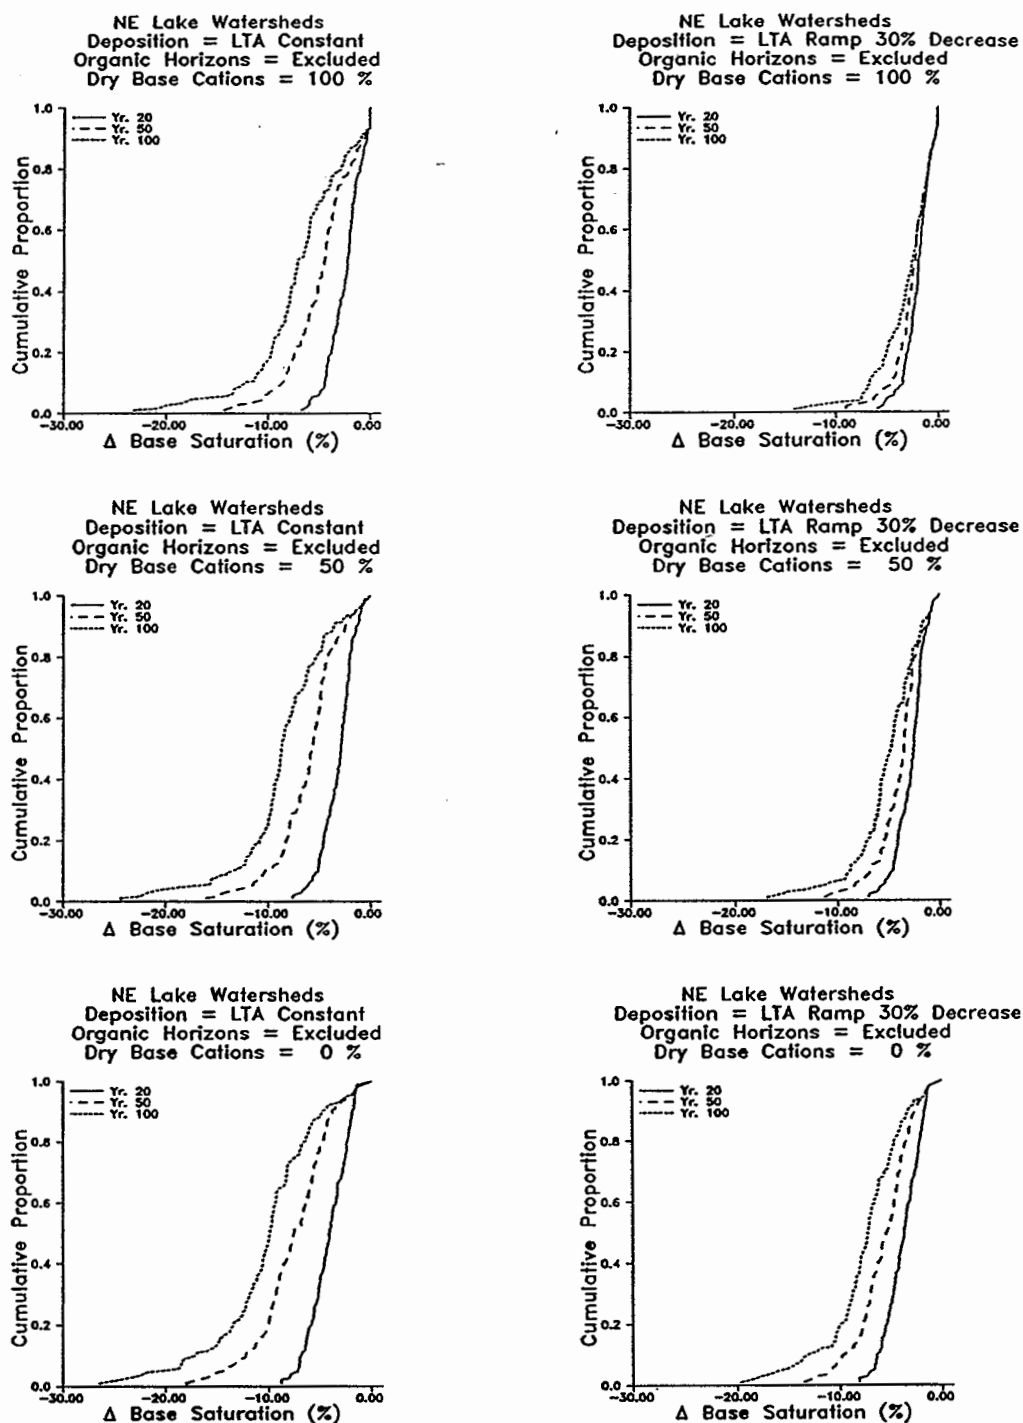 NE Lake Watersheds
Deposition = LTA Constant
Organic Horizons = Excluded
Dry Base Cations = 100 %
Yr. 20
Yr. 50
Yr. 100
1.0
0.8
0.6
0.4
0.2
0.0
Cumulative Proportion
-30.00 -20.00 -10.00 0.00
Δ Base Saturation (%)
NE Lake Watersheds
Deposition = LTA Ramp 30% Decrease
Organic Horizons = Excluded
Dry Base Cations = 100 %
Yr. 20
Yr. 50
Yr. 100
1.0
0.8
0.6
0.4
0.2
0.0
Cumulative Proportion
-30.00 -20.00 -10.00 0.00
Δ Base Saturation (%)
NE Lake Watersheds
Deposition = LTA Constant
Organic Horizons = Excluded
Dry Base Cations = 50 %
Yr. 20
Yr. 50
Yr. 100
1.0
0.8
0.6
0.4
0.2
0.0
Cumulative Proportion
-30.00 -20.00 -10.00 0.00
Δ Base Saturation (%)
NE Lake Watersheds
Deposition = LTA Ramp 30% Decrease
Organic Horizons = Excluded
Dry Base Cations = 50 %
Yr. 20
Yr. 50
Yr. 100
1.0
0.8
0.6
0.4
0.2
0.0
Cumulative Proportion
-30.00 -20.00 -10.00 0.00
Δ Base Saturation (%)
NE Lake Watersheds
Deposition = LTA Constant
Organic Horizons = Excluded
Dry Base Cations = 0 %
Yr. 20
Yr. 50
Yr. 100
1.0
0.8
0.6
0.4
0.2
0.0
Cumulative Proportion
-30.00 -20.00 -10.00 0.00
Δ Base Saturation (%)
NE Lake Watersheds
Deposition = LTA Ramp 30% Decrease
Organic Horizons = Excluded
Dry Base Cations = 0 %
Yr. 20
Yr. 50
Yr. 100
1.0
0.8
0.6
0.4
0.2
0.0
Cumulative Proportion
-30.00 -20.00 -10.00 0.00
Δ Base Saturation (%)